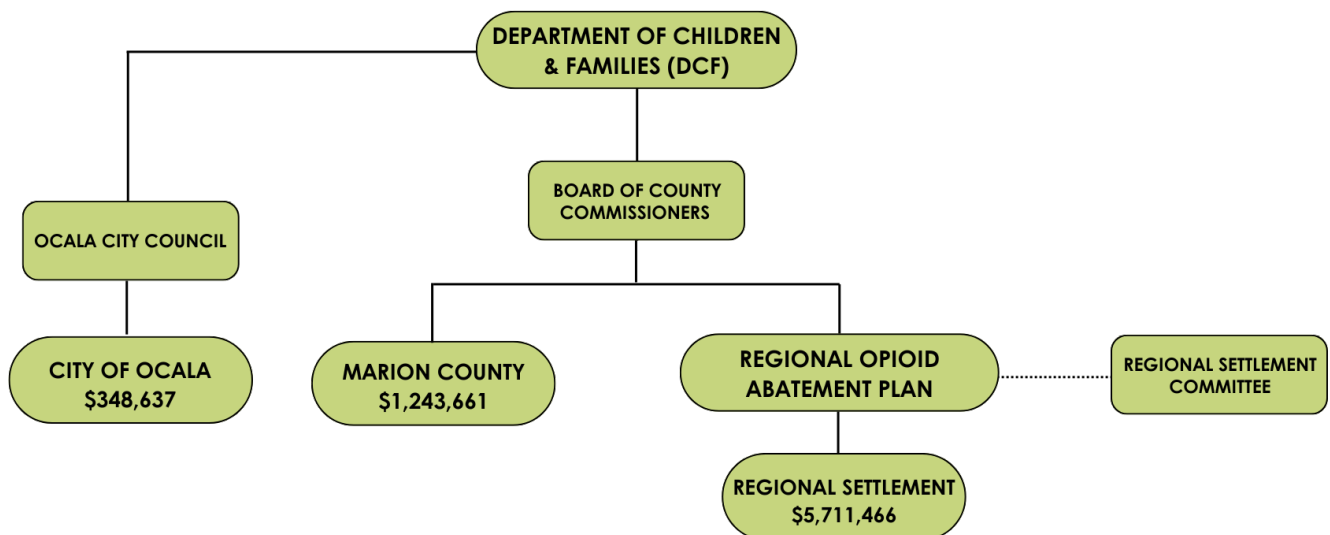 DEPARTMENT OF CHILDREN
& FAMILIES (DCF)
BOARD OF COUNTY
COMMISSIONERS
OCALA CITY COUNCIL
CITY OF OCALA
$348,637
MARION COUNTY
$1,243,661
REGIONAL OPIOID
ABATEMENT PLAN
REGIONAL SETTLEMENT
COMMITTEE
REGIONAL SETTLEMENT
$5,711,466